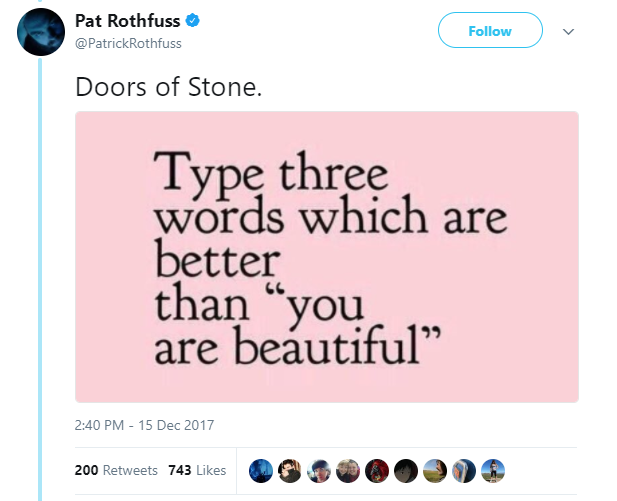 Pat Rothfuss
@PatrickRothfuss
Follow
Doors of Stone.
Type three
words which are
better
than “you
are beautiful”
2:40 PM - 15 Dec 2017
200 Retweets 743 Likes